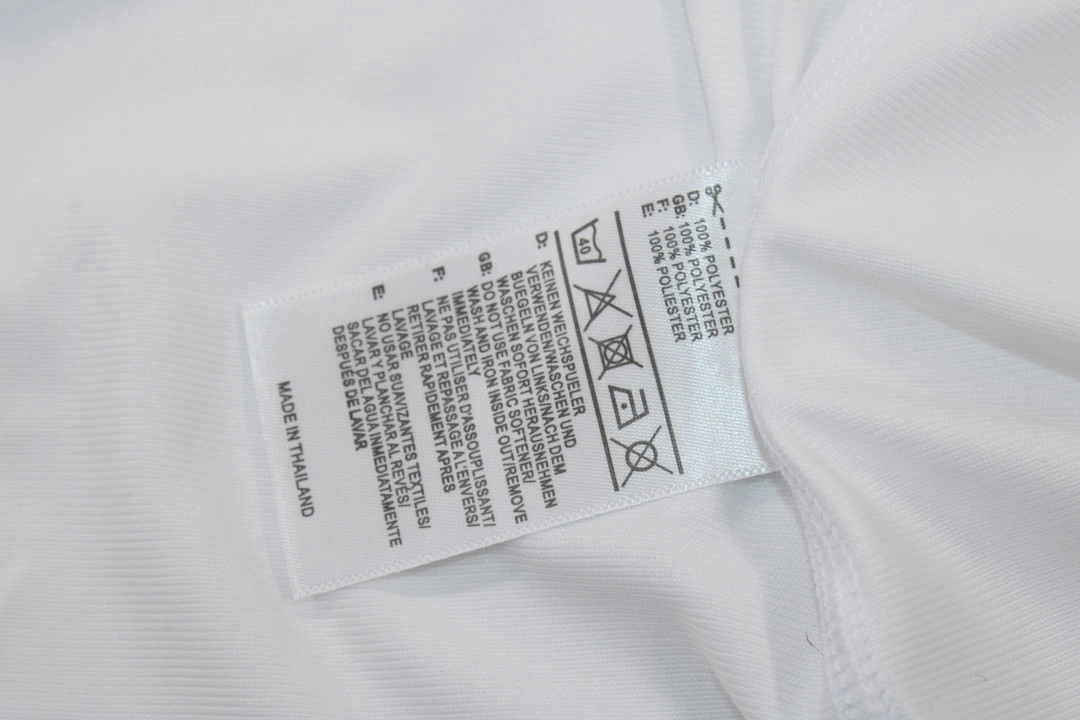 D: 100% POLYESTER
GB: 100% POLYESTER
F: 100% POLYESTER
E: 100% POLIESTER
40
D: KEINEN WEICHSPUELER
VERWENDEN/WASCHEN UND
BUEGELN VON LINKS/NACH DEM
WASCHEN SOFORT HERAUSNEHMEN
GB: DO NOT USE FABRIC SOFTENER/
WASH AND IRON INSIDE OUT/REMOVE
IMMEDIATELY
F: NE PAS UTILISER D'ASSOUPLISSANT/
LAVAGE ET REPASSAGE A L'ENVERS/
RETIRER RAPIDEMENT APRES
LAVAGE
E: NO USAR SUAVIZANTES TEXTILES/
LAVAR Y PLANCHAR AL REVÉS/
SACAR DEL AGUA INMEDIATAMENTE
DESPUÉS DE LAVAR
MADE IN THAILAND